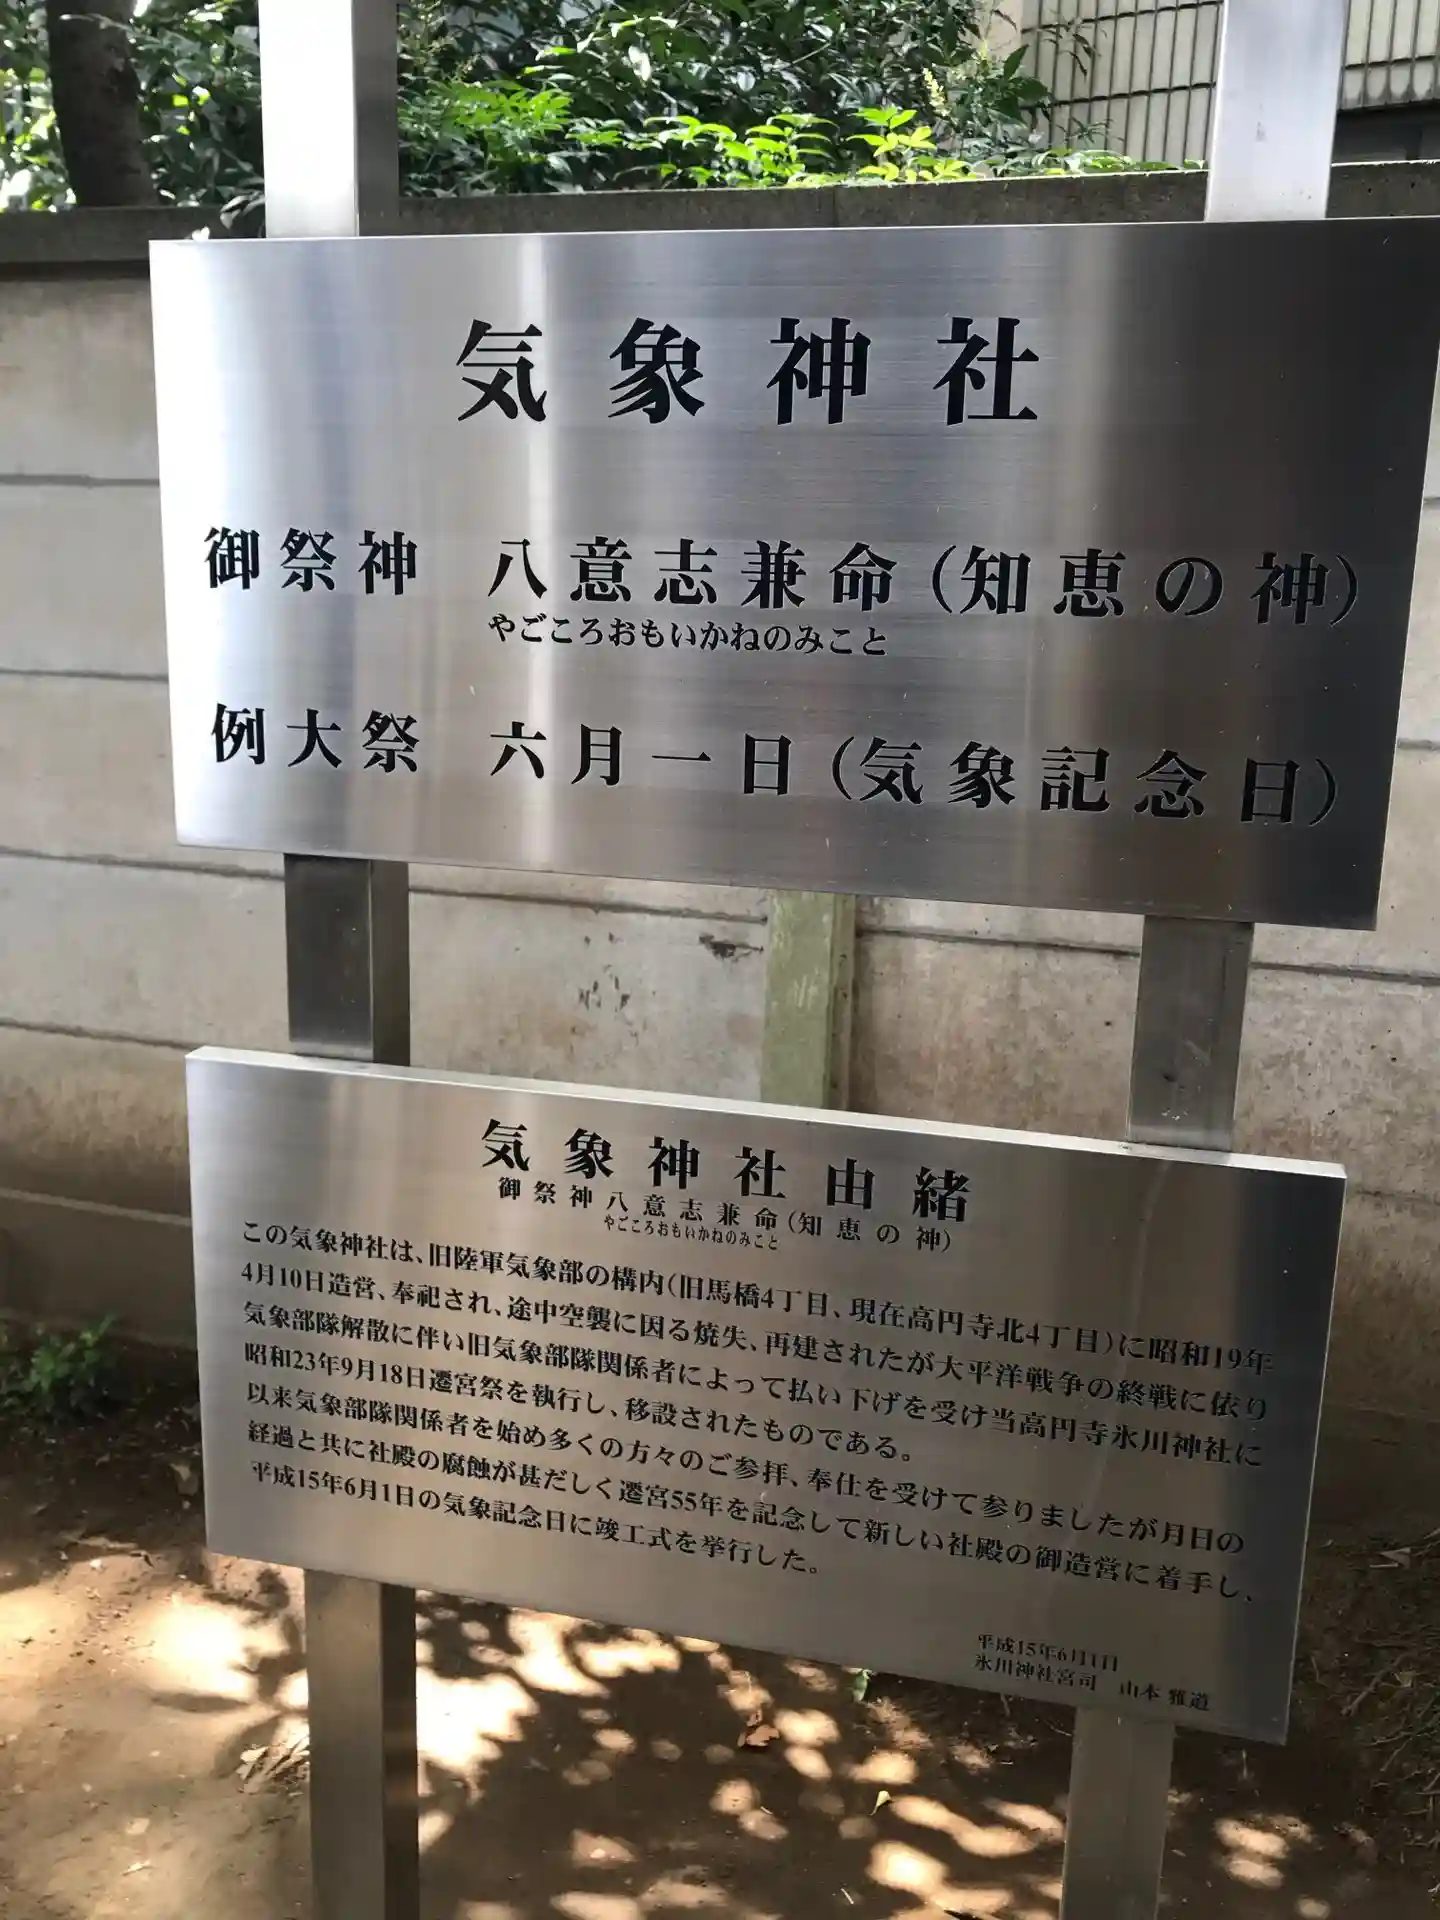 気象神社
御祭神 八意志兼命(知恵の神)
やごころおもいかねのみこと
例大祭 六月一日(気象記念日)
気象神社由緒
御祭神八意志兼命(知恵の神)
やごころおもいかねのみこと
この気象神社は、旧陸軍気象部の構内(旧馬橋4丁目、現在高円寺北4丁目)に昭和19年
4月10日造営、奉祀され、途中空襲に因る焼失、再建されたが大平洋戦争の終戦に依り
気象部隊解散に伴い旧気象部隊関係者によって払い下げを受け当高円寺氷川神社に
昭和23年9月18日遷宮祭を執行し、移設されたものである。
以来気象部隊関係者を始め多くの方々のご参拝、奉仕を受けて参りましたが月日の
経過と共に社殿の腐蝕が甚だしく遷宮55年を記念して新しい社殿の御造営に着手し、
平成15年6月1日の気象記念日に竣工式を挙行した。
平成15年6月1日
氷川神社宮司 山本 雅道